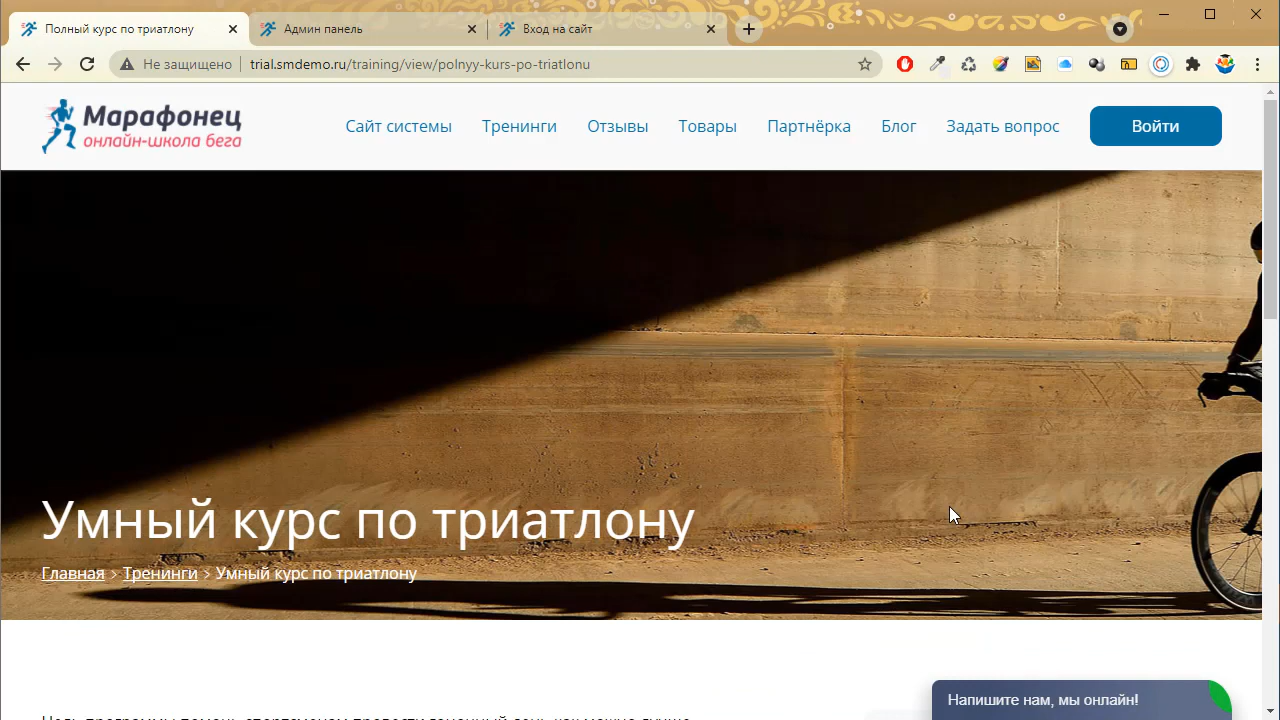 Полный курс по триатлону
Админ панель
Вход на сайт
Не защищено
trial.smdemo.ru/training/view/polnyy-kurs-po-triatlonu
Марафонец
онлайн-школа бега
Сайт системы
Тренинги
Отзывы
Товары
Партнёрка
Блог
Задать вопрос
Войти
Умный курс по триатлону
Главная > Тренинги > Умный курс по триатлону
Напишите нам, мы онлайн!